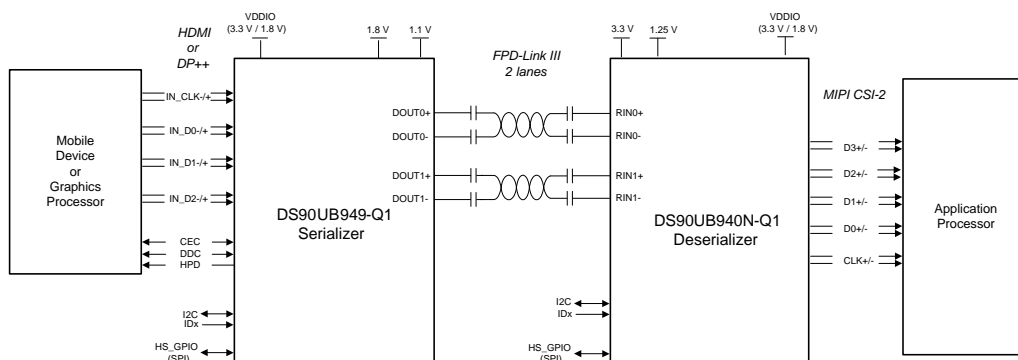 VDDIO
(3.3 V / 1.8 V)
1.8 V
1.1 V
HDMI
or
DP++
FPD-Link III
2 lanes
3.3 V
1.25 V
VDDIO
(3.3 V / 1.8 V)
MIPI CSI-2
Mobile
Device
or
Graphics
Processor
IN_CLK-/+
IN_D0-/+
IN_D1-/+
IN_D2-/+
CEC
DDC
HPD
I2C
IDx
HS_GPIO
(SPI)
DS90UB949-Q1
Serializer
DOUT0+
DOUT0-
DOUT1+
DOUT1-
RIN0+
RIN0-
RIN1+
RIN1-
DS90UB940N-Q1
Deserializer
I2C
IDx
HS_GPIO
(SPI)
D3+/-
D2+/-
D1+/-
D0+/-
CLK+/-
Application
Processor